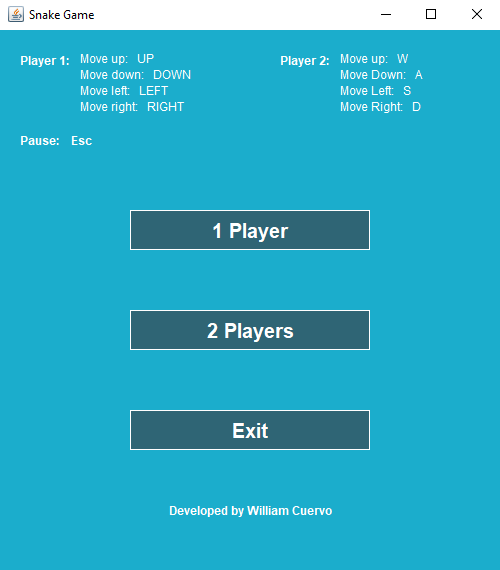 Snake Game
Player 1: Move up: UP
Move down: DOWN
Move left: LEFT
Move right: RIGHT
Player 2: Move up: W
Move Down: A
Move Left: S
Move Right: D
Pause: Esc
1 Player
2 Players
Exit
Developed by William Cuervo